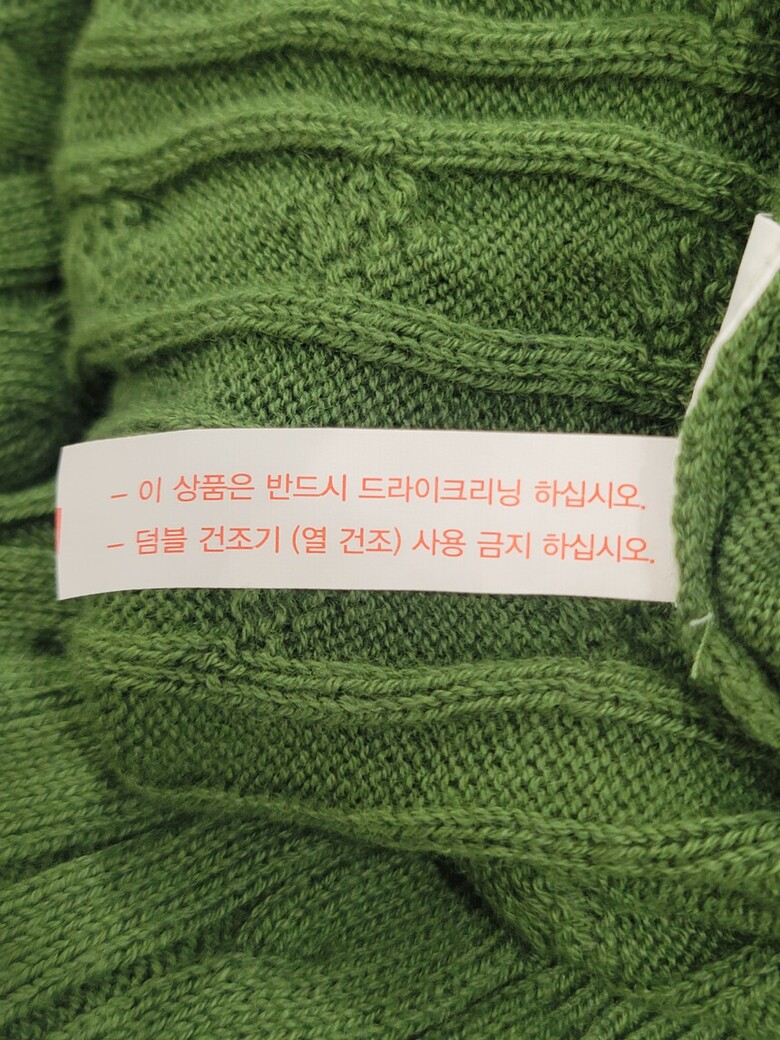 - 이 상품은 반드시 드라이크리닝 하십시오.
- 덤블 건조기 (열 건조) 사용 금지 하십시오.